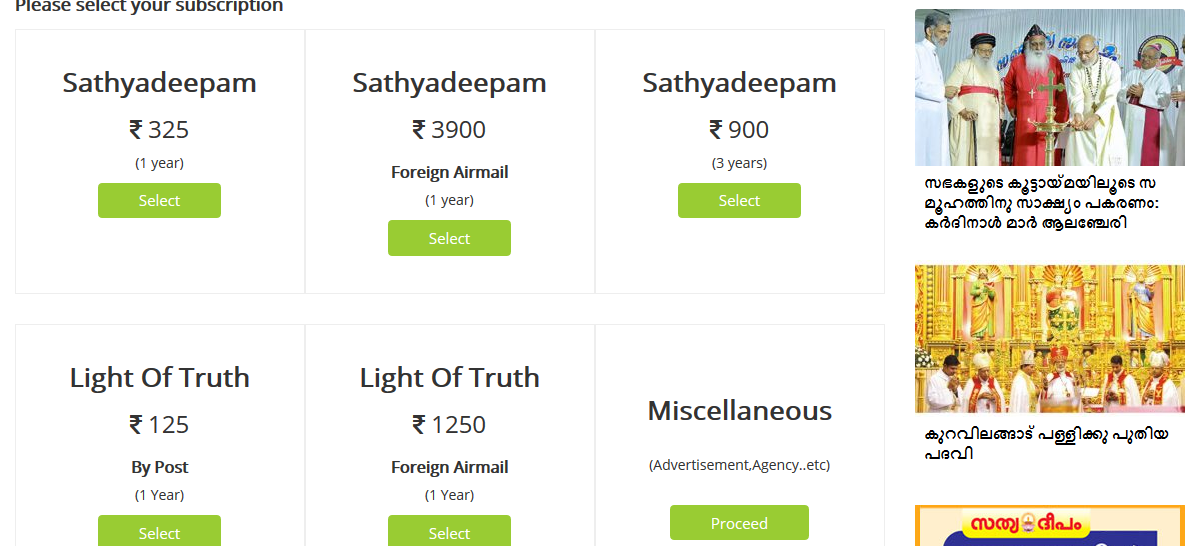 Please select your subscription
Sathyadeepam
₹ 325
(1 year)
Select
Sathyadeepam
₹ 3900
Foreign Airmail
(1 year)
Select
Sathyadeepam
₹ 900
(3 years)
Select
Light Of Truth
₹ 125
By Post
(1 Year)
Select
Light Of Truth
₹ 1250
Foreign Airmail
(1 Year)
Select
Miscellaneous
(Advertisement,Agency..etc)
Proceed
സഭകളുടെ കൂട്ടായ്മയിലൂടെ സ
മൂഹത്തിനു സാക്ഷ്യം പകരണം:
കര്‍ദിനാള്‍ മാര്‍ ആലഞ്ചേരി
കുറവിലങ്ങാട് പള്ളിക്കു പുതിയ
പദവി
സത്യദീപം